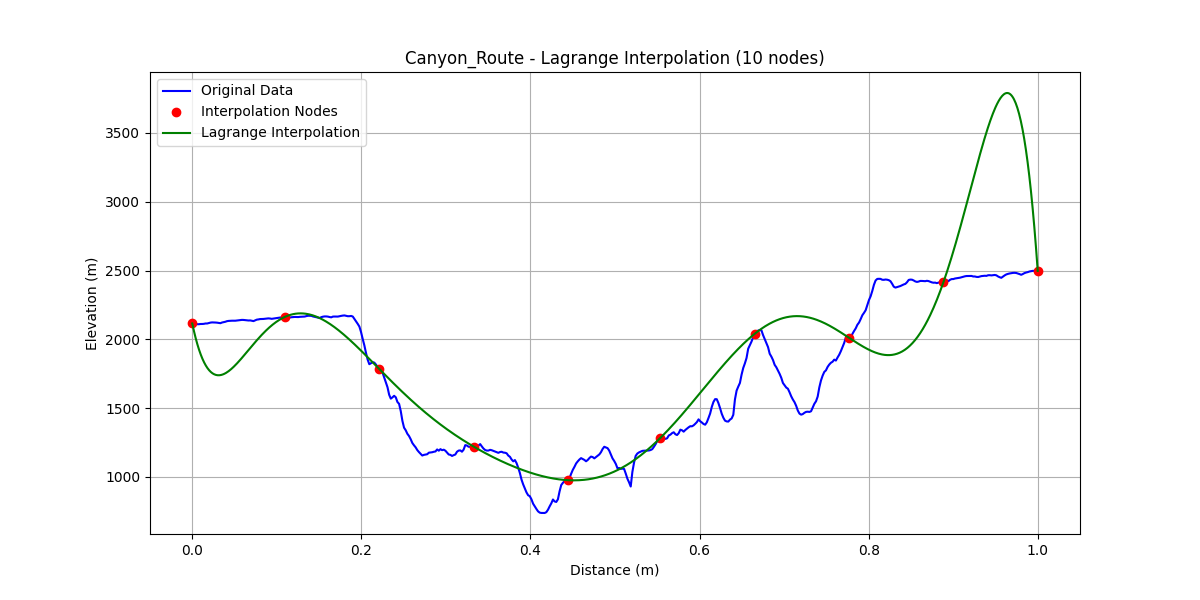 Canyon_Route - Lagrange Interpolation (10 nodes)
Original Data
Interpolation Nodes
Lagrange Interpolation
3500
3000
2500
2000
1500
1000
Elevation (m)
0.0 0.2 0.4 0.6 0.8 1.0
Distance (m)